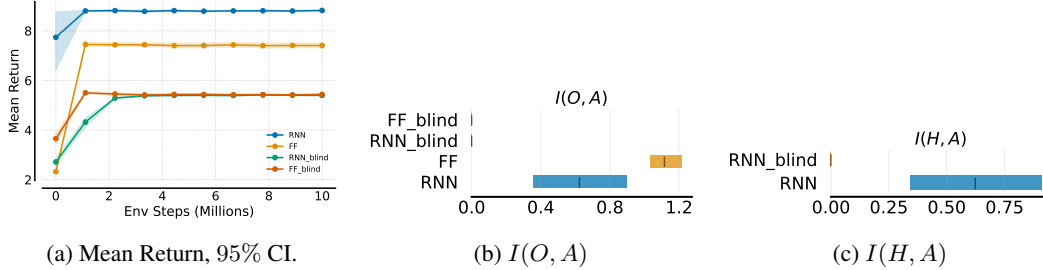 Mean Return
8
6
4
2
0 2 4 6 8 10
Env Steps (Millions)
RNN
FF
RNN_blind
FF_blind
(a) Mean Return, 95% CI.
I(O, A)
FF_blind
RNN_blind
FF
RNN
0.0 0.4 0.8 1.2
(b) I(O, A)
I(H, A)
RNN_blind
RNN
0.00 0.25 0.50 0.75
(c) I(H, A)